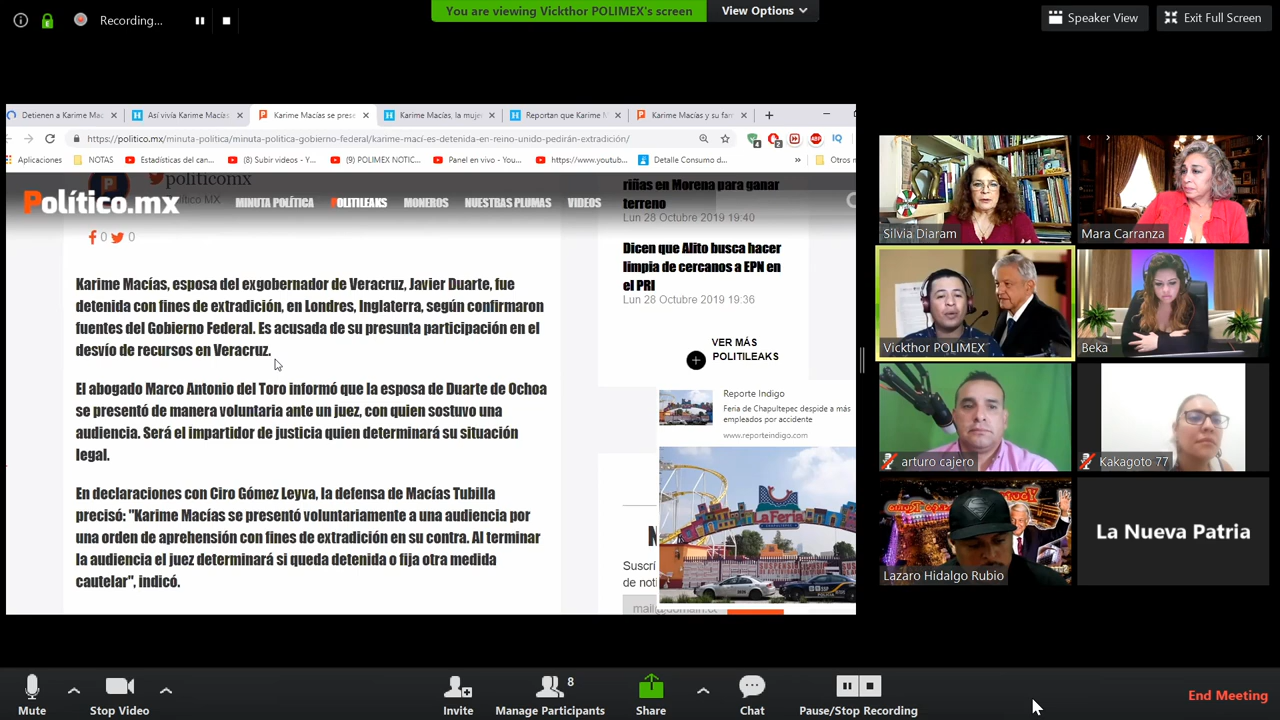 Recording...
You are viewing Vickthor POLIMEX's screen
View Options
Speaker View
Exit Full Screen
Detienen a Karime Ma
Así vivía Karime Macías
Karime Macías se prese
Karime Macías, la muje
Reportan que Karime M
Karime Macías y su fam
https://politico.mx/minuta-politica/minuta-politica-gobierno-federal/karime-mací-es-detenida-en-reino-unido-pedirán-extradición/
Aplicaciones
NOTAS
Estadísticas del can...
(8) Subir videos - Y...
(9) POLIMEX NOTIC...
Panel en vivo - You...
https://www.youtub...
Detalle Consumo d...
Otros m
politicomx
Político.mx
MINUTA POLÍTICA
POLITILEAKS
MONEROS
NUESTRAS PLUMAS
VIDEOS
0
0
Karime Macías, esposa del exgobernador de Veracruz, Javier Duarte, fue
detenida con fines de extradición, en Londres, Inglaterra, según confirmaron
fuentes del Gobierno Federal. Es acusada de su presunta participación en el
desvío de recursos en Veracruz.
El abogado Marco Antonio del Toro informó que la esposa de Duarte de Ochoa
se presentó de manera voluntaria ante un juez, con quien sostuvo una
audiencia. Será el impartidor de justicia quien determinará su situación
legal.
En declaraciones con Ciro Gómez Leyva, la defensa de Macías Tubilla
precisó: "Karime Macías se presentó voluntariamente a una audiencia por
una orden de aprehensión con fines de extradición en su contra. Al terminar
la audiencia el juez determinará si queda detenida o fija otra medida
cautelar", indicó.
riñas en Morena para ganar
terreno
Lun 28 Octubre 2019 19:40
Dicen que Alito busca hacer
limpia de cercanos a EPN en
el PRI
Lun 28 Octubre 2019 19:36
VER MÁS
POLITILEAKS
Reporte Indigo
Feria de Chapultepec despide a más
empleados por accidente
www.reporteindigo.com
N
Suscrí
de noti
mail@domain.c
Silvia Diaram
Mara Carranza
Vickthor POLIMEX
Beka
arturo cajero
Kakagoto 77
Lazaro Hidalgo Rubio
La Nueva Patria
Mute
Stop Video
Invite
8
Manage Participants
Share
Chat
Pause/Stop Recording
End Meeting